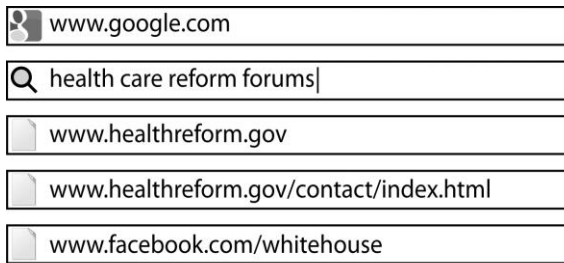 www.google.com
health care reform forums
www.healthreform.gov
www.healthreform.gov/contact/index.html
www.facebook.com/whitehouse